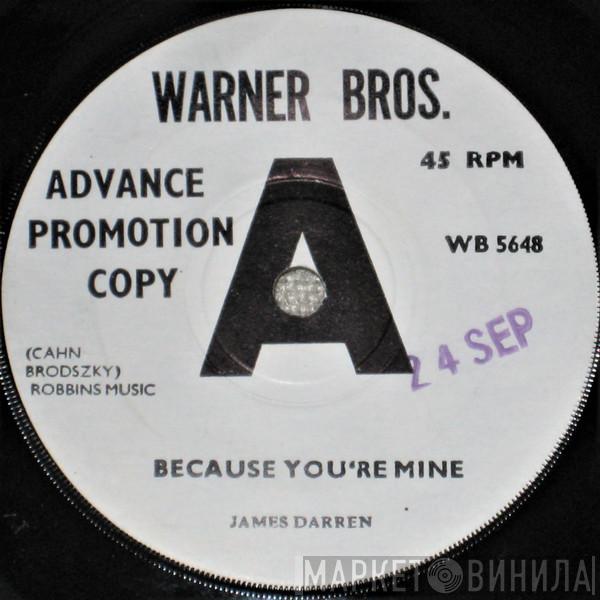 WARNER BROS.
45 RPM
ADVANCE
PROMOTION
COPY
A
WB 5648
24 SEP
(CAHN
BRODSZKY)
ROBBINS MUSIC
BECAUSE YOU'RE MINE
JAMES DARREN
МАРКЕТ ВИНИЛА